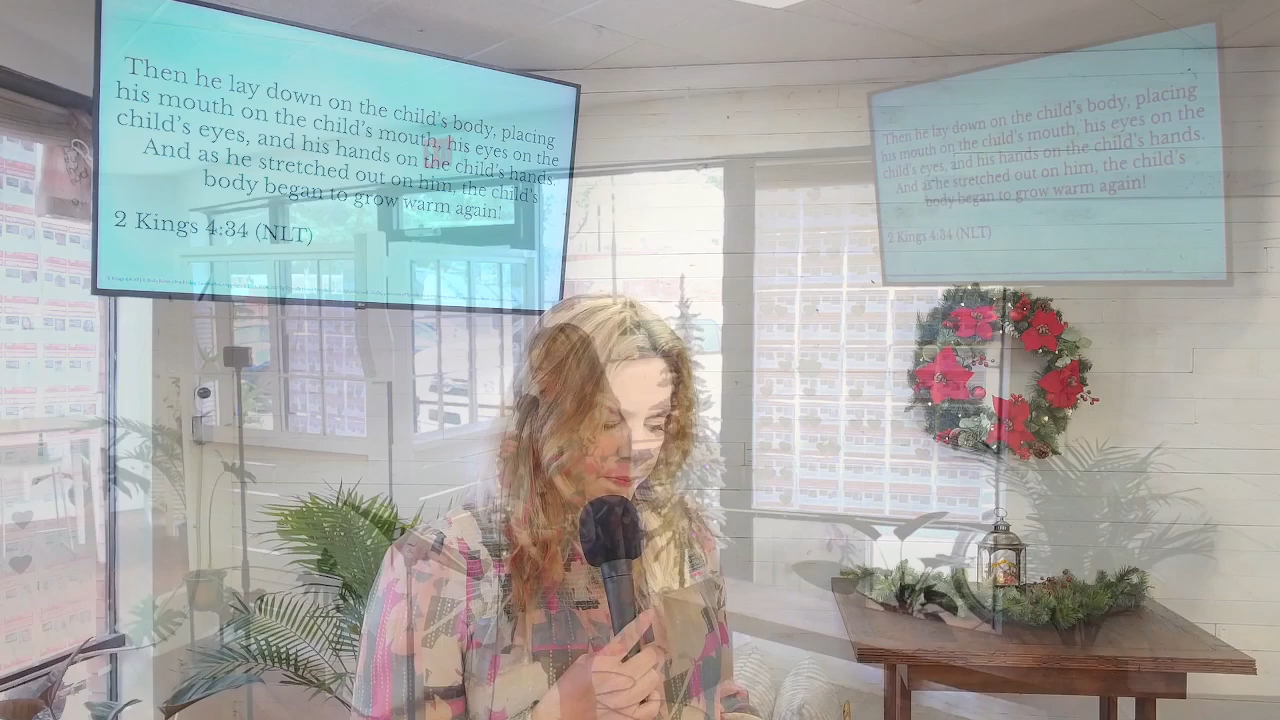 Then he lay down on the child's body, placing
his mouth on the child's mouth, his eyes on the
child's eyes, and his hands on the child's hands.
And as he stretched out on him, the child's
body began to grow warm again!
2 Kings 4:34 (NLT)
Then he lay down on the child's body, placing
his mouth on the child's mouth, his eyes on the
child's eyes, and his hands on the child's hands.
And as he stretched out on him, the child's
body began to grow warm again!
2 Kings 4:34 (NLT)